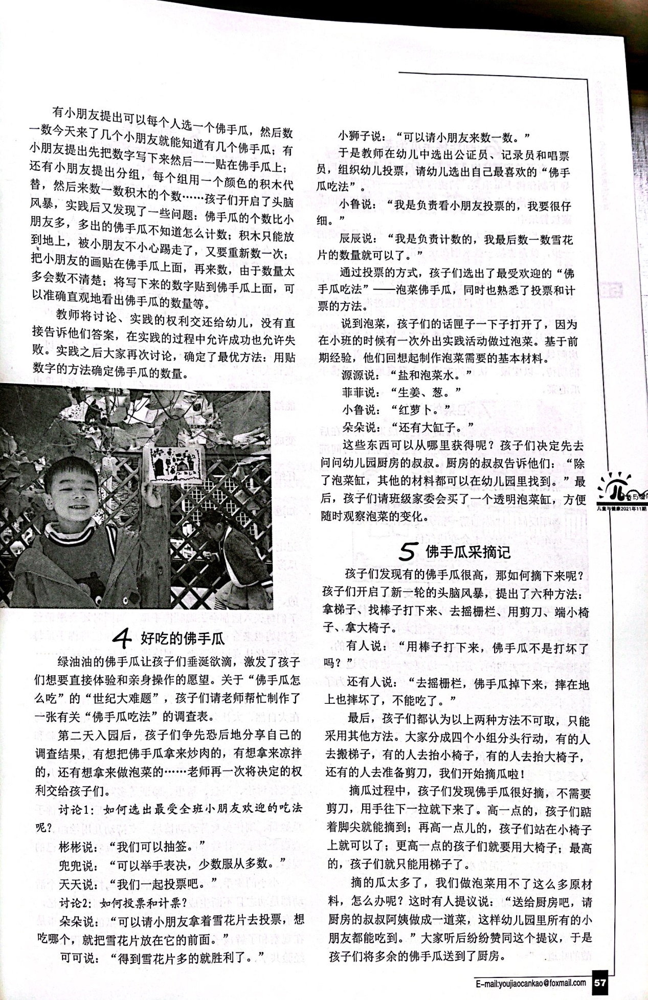 有小朋友提出可以每个人选一个佛手瓜，然后数
一数今天来了几个小朋友就能知道有几个佛手瓜；有
小朋友提出先把数字写下来然后一一贴在佛手瓜上；
还有小朋友提出分组，每个组用一个颜色的积木代
替，然后来数一数积木的个数……孩子们开启了头脑
风暴，实践后又发现了一些问题：佛手瓜的个数比小
朋友多，多出的佛手瓜不知道怎么计数；积木只能放
到地上，被小朋友不小心踢走了，又要重新数一次；
把小朋友的画贴在佛手瓜上面，再来数，由于数量太
多会数不清楚；将写下来的数字贴到佛手瓜上面，可
以准确直观地看出佛手瓜的数量等。
教师将讨论、实践的权利交还给幼儿，没有直
接告诉他们答案，在实践的过程中允许成功也允许失
败。实践之后大家再次讨论，确定了最优方法：用贴
数字的方法确定佛手瓜的数量。
4 好吃的佛手瓜
绿油油的佛手瓜让孩子们垂涎欲滴，激发了孩子
们想要直接体验和亲身操作的愿望。关于“佛手瓜怎
么吃”的“世纪大难题”，孩子们请老师帮忙制作了
一张有关“佛手瓜吃法”的调查表。
第二天入园后，孩子们争先恐后地分享自己的
调查结果，有想把佛手瓜拿来炒肉的，有想拿来凉拌
的，还有想拿来做泡菜的……老师再一次将决定的权
利交给孩子们。
讨论1：如何选出最受全班小朋友欢迎的吃法
呢？
彬彬说：“我们可以抽签。”
兜兜说：“可以举手表决，少数服从多数。”
天天说：“我们一起投票吧。”
讨论2：如何投票和计票？
朵朵说：“可以请小朋友拿着雪花片去投票，想
吃哪个，就把雪花片放在它的前面。”
可可说：“得到雪花片多的就胜利了。”
小狮子说：“可以请小朋友来数一数。”
于是教师在幼儿中选出公证员、记录员和唱票
员，组织幼儿投票，请幼儿选出自己最喜欢的“佛手
瓜吃法”。
小鲁说：“我是负责看小朋友投票的，我要很仔
细。”
辰辰说：“我是负责计数的，我最后数一数雪花
片的数量就可以了。”
通过投票的方式，孩子们选出了最受欢迎的“佛
手瓜吃法”——泡菜佛手瓜，同时也熟悉了投票和计
票的方法。
说到泡菜，孩子们的话匣子一下子打开了，因为
在小班的时候有一次外出实践活动做过泡菜。基于前
期经验，他们回想起制作泡菜需要的基本材料。
源源说：“盐和泡菜水。”
菲菲说：“生姜、葱。”
小鲁说：“红萝卜。”
朵朵说：“还有大缸子。”
这些东西可以从哪里获得呢？孩子们决定先去
问问幼儿园厨房的叔叔。厨房的叔叔告诉他们：“除
了泡菜缸，其他的材料都可以在幼儿园里找到。”最
后，孩子们请班级家委会买了一个透明泡菜缸，方便
随时观察泡菜的变化。
5 佛手瓜采摘记
孩子们发现有的佛手瓜很高，那如何摘下来呢？
孩子们开启了新一轮的头脑风暴，提出了六种方法：
拿梯子、找棒子打下来、去摇栅栏、用剪刀、端小椅
子、拿大椅子。
有人说：“用棒子打下来，佛手瓜不是打坏了
吗？”
还有人说：“去摇栅栏，佛手瓜掉下来，摔在地
上也摔坏了，不能吃了。”
最后，孩子们都认为以上两种方法不可取，只能
采用其他方法。大家分成四个小组分头行动，有的人
去搬梯子，有的人去抬小椅子，有的人去抬大椅子，
还有的人去准备剪刀，我们开始摘瓜啦！
摘瓜过程中，孩子们发现佛手瓜很好摘，不需要
剪刀，用手往下一拉就下来了。高一点的，孩子们踮
着脚尖就能摘到；再高一点儿的，孩子们站在小椅子
上就可以了；更高一点的孩子们就要用大椅子；最高
的，孩子们就只能用梯子了。
摘的瓜太多了，我们做泡菜用不了这么多原材
料，怎么办呢？这时有人提议说：“送给厨房吧，请
厨房的叔叔阿姨做成一道菜，这样幼儿园里所有的小
朋友都能吃到。”大家听后纷纷赞同这个提议，于是
孩子们将多余的佛手瓜送到了厨房。
儿童与健康2021年11期
E-mail:youjiaocankao@foxmail.com 57